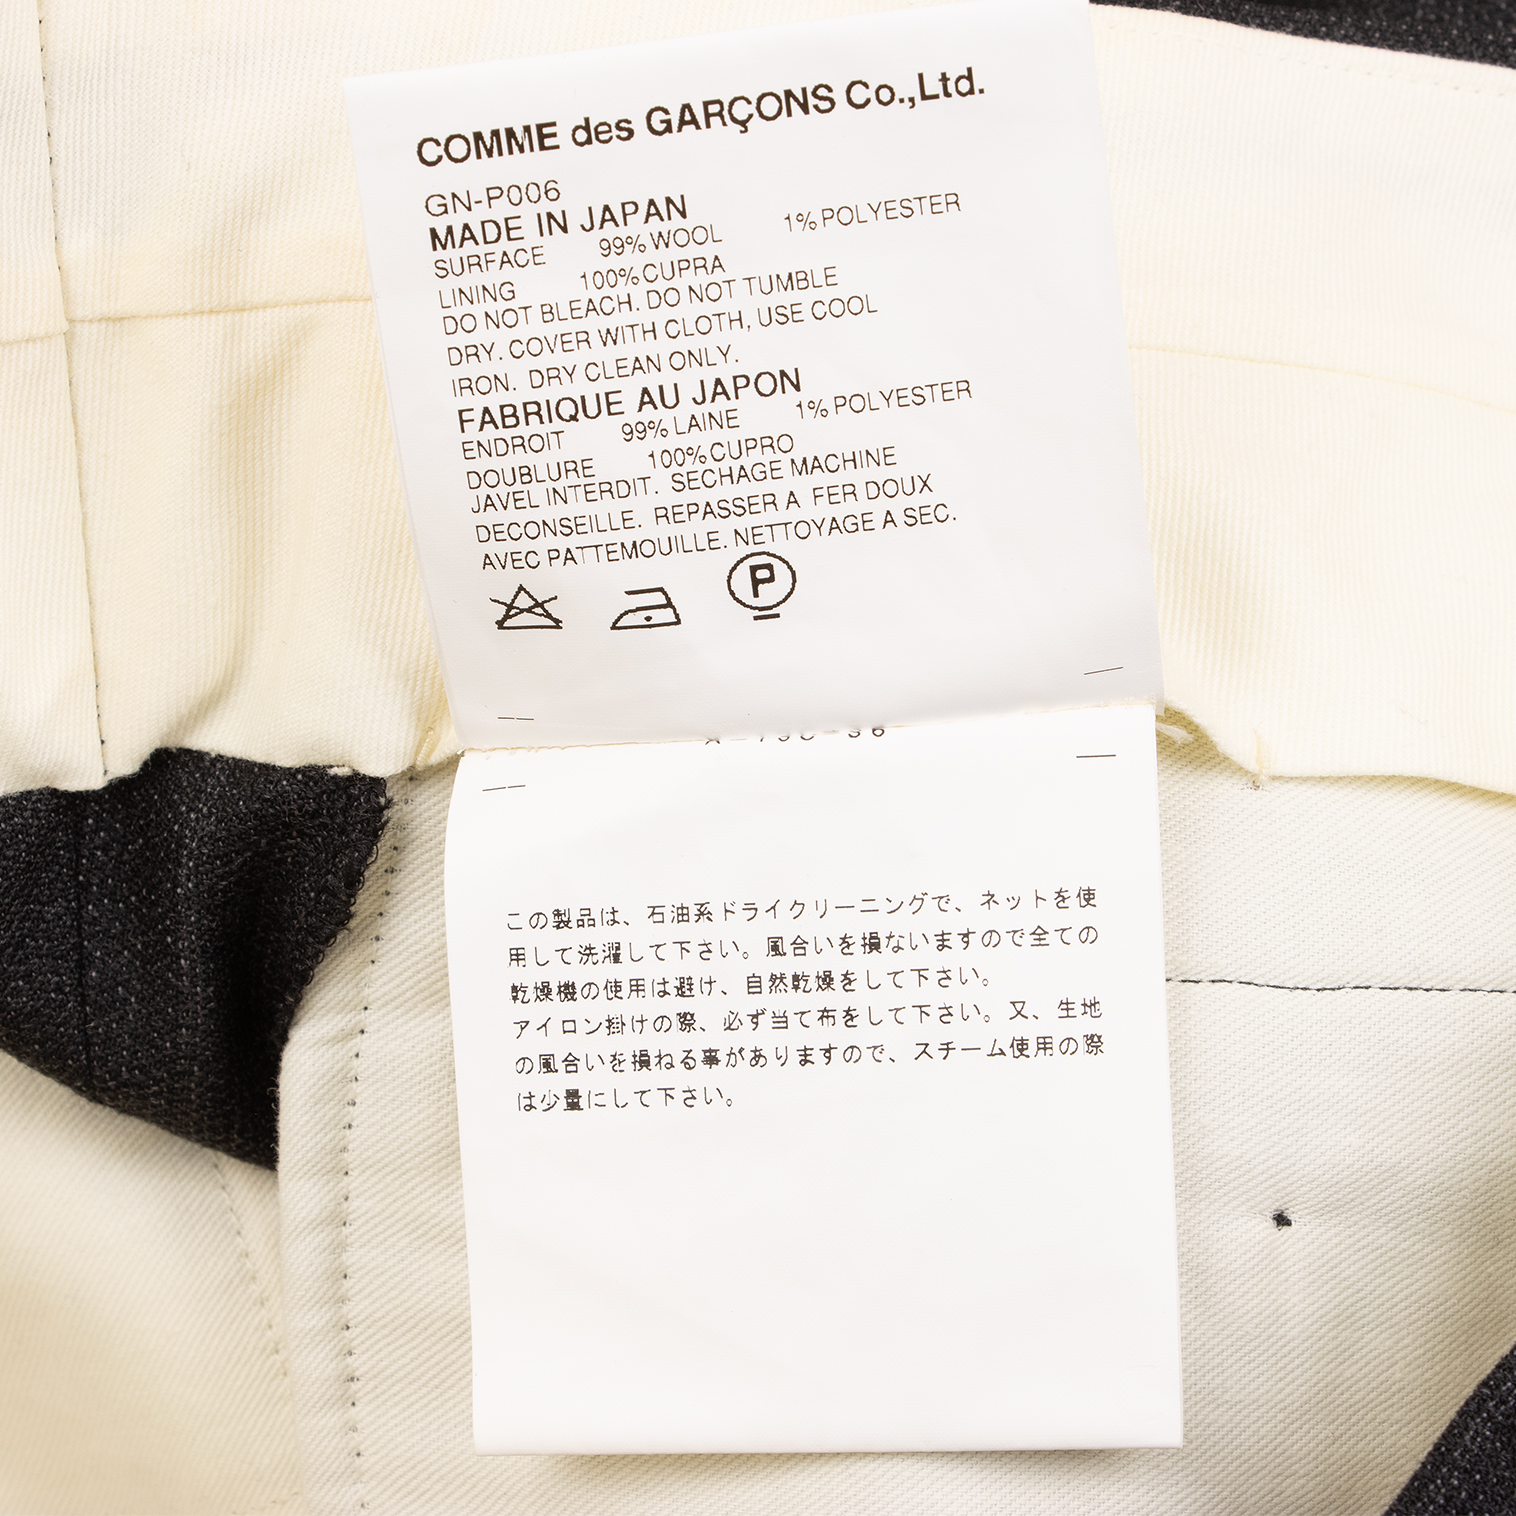 COMME des GARÇONS Co.,Ltd.
GN-P006
MADE IN JAPAN
SURFACE 99% WOOL 1% POLYESTER
LINING 100% CUPRA
DO NOT BLEACH. DO NOT TUMBLE
DRY. COVER WITH CLOTH, USE COOL
IRON. DRY CLEAN ONLY.
FABRIQUE AU JAPON
ENDROIT 99% LAINE 1% POLYESTER
DOUBLURE 100% CUPRO
JAVEL INTERDIT. SECHAGE MACHINE
DECONSEILLE. REPASSER A FER DOUX
AVEC PATTEMOUILLE. NETTOYAGE A SEC.
P
この製品は、石油系ドライクリーニングで、ネットを使
用して洗濯して下さい。風合いを損ないますので全ての
乾燥機の使用は避け、自然乾燥をして下さい。
アイロン掛けの際、必ず当て布をして下さい。又、生地
の風合いを損ねる事がありますので、スチーム使用の際
は少量にして下さい。